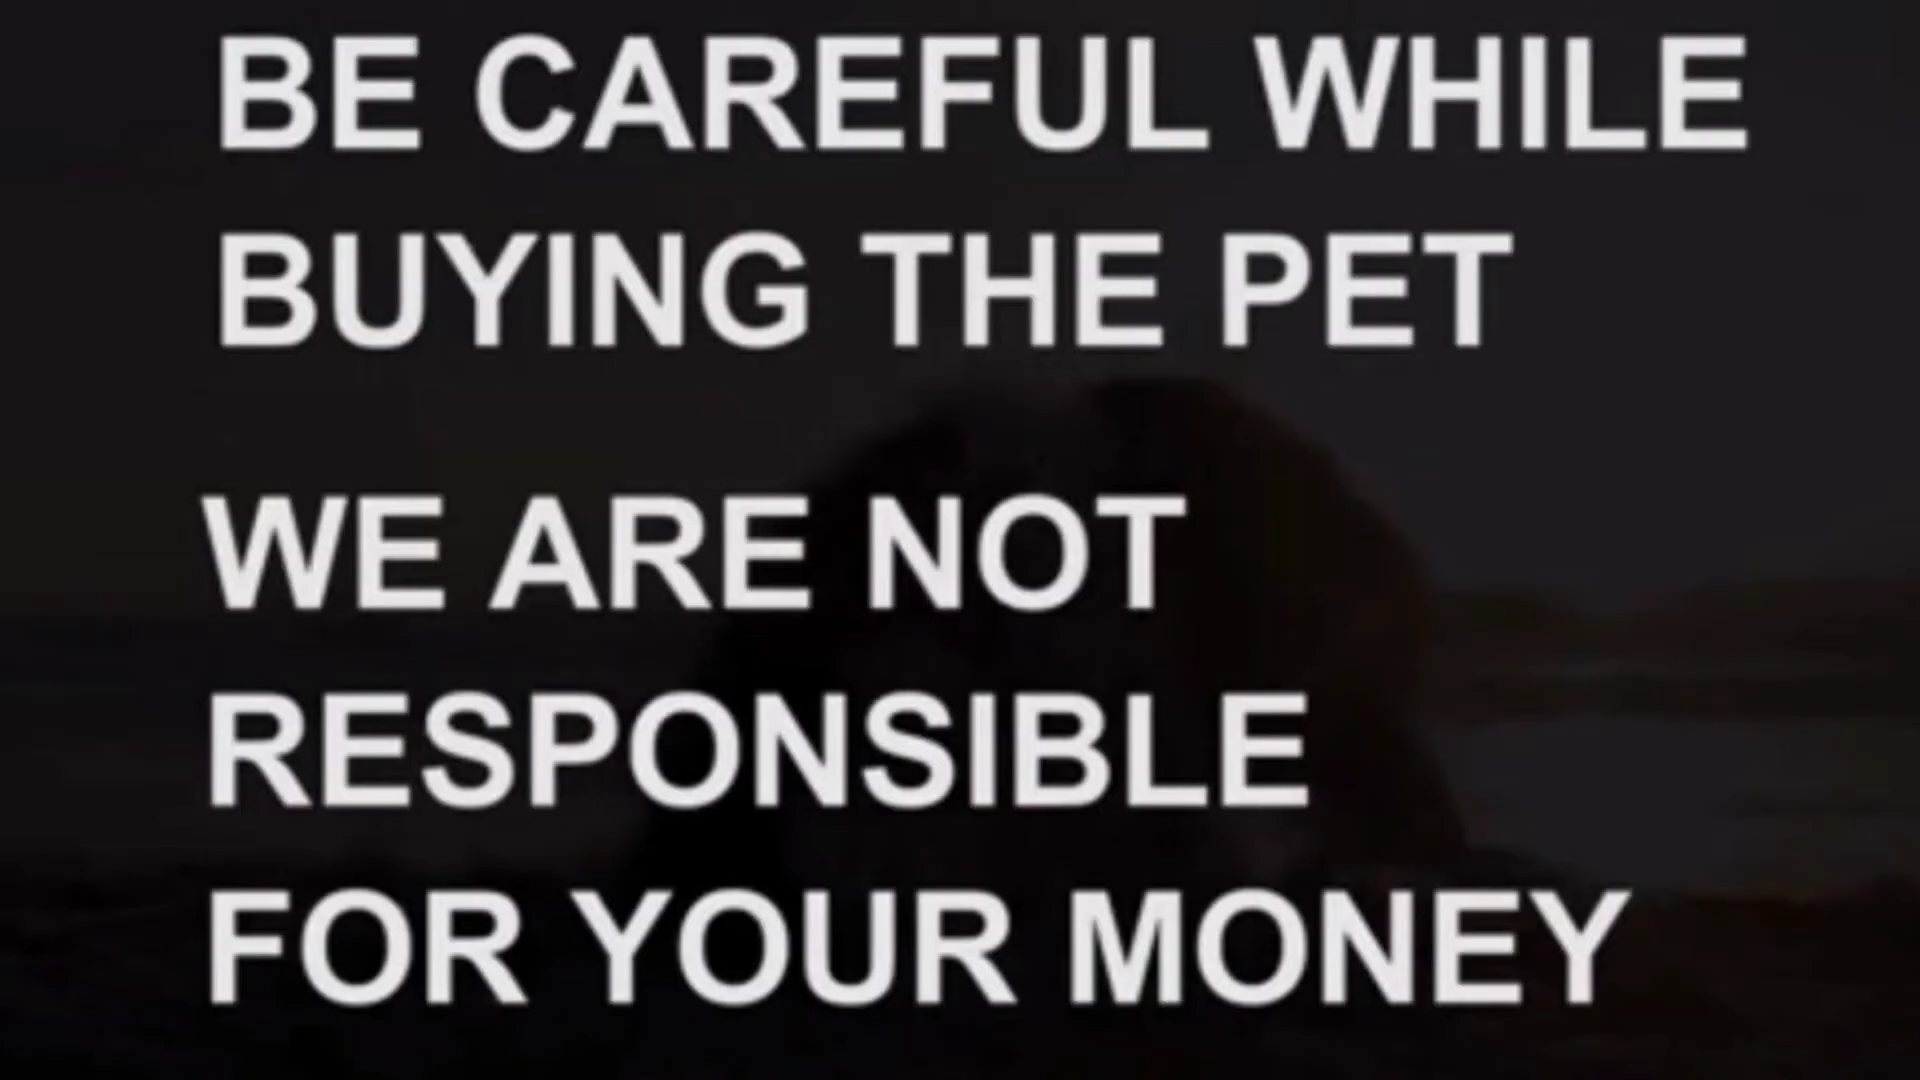 BE CAREFUL WHILE
BUYING THE PET
WE ARE NOT
RESPONSIBLE
FOR YOUR MONEY